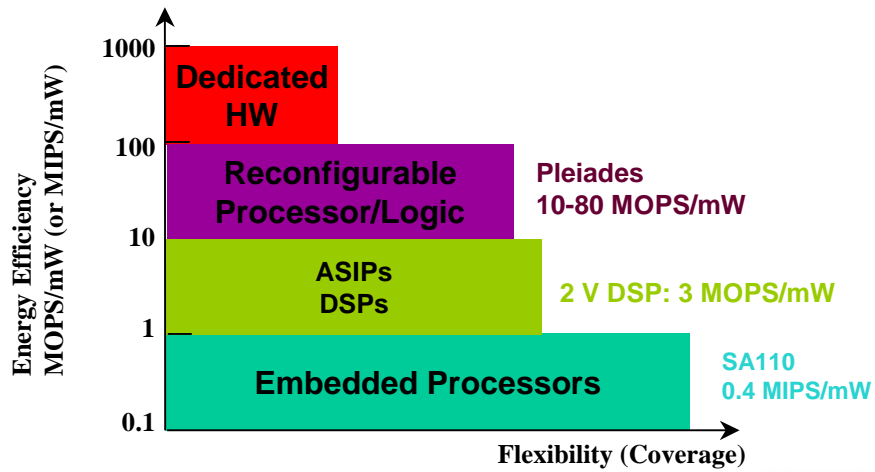 Energy Efficiency
MOPS/mW (or MIPS/mW)
1000
100
10
1
0.1
Dedicated
HW
Reconfigurable
Processor/Logic
Pleiades
10-80 MOPS/mW
ASIPs
DSPs
2 V DSP: 3 MOPS/mW
Embedded Processors
SA110
0.4 MIPS/mW
Flexibility (Coverage)